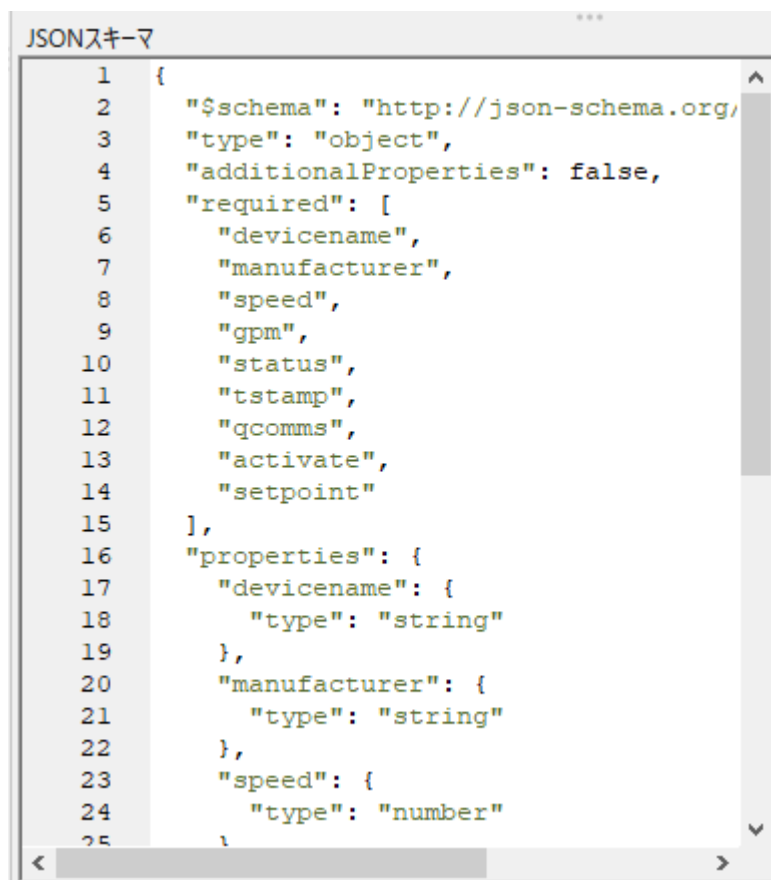 JSONスキーマ
1 {
2 "$schema": "http://json-schema.org/
3 "type": "object",
4 "additionalProperties": false,
5 "required": [
6 "devicename",
7 "manufacturer",
8 "speed",
9 "gpm",
10 "status",
11 "tstamp",
12 "qcomms",
13 "activate",
14 "setpoint"
15 ],
16 "properties": {
17 "devicename": {
18 "type": "string"
19 },
20 "manufacturer": {
21 "type": "string"
22 },
23 "speed": {
24 "type": "number"
25 }